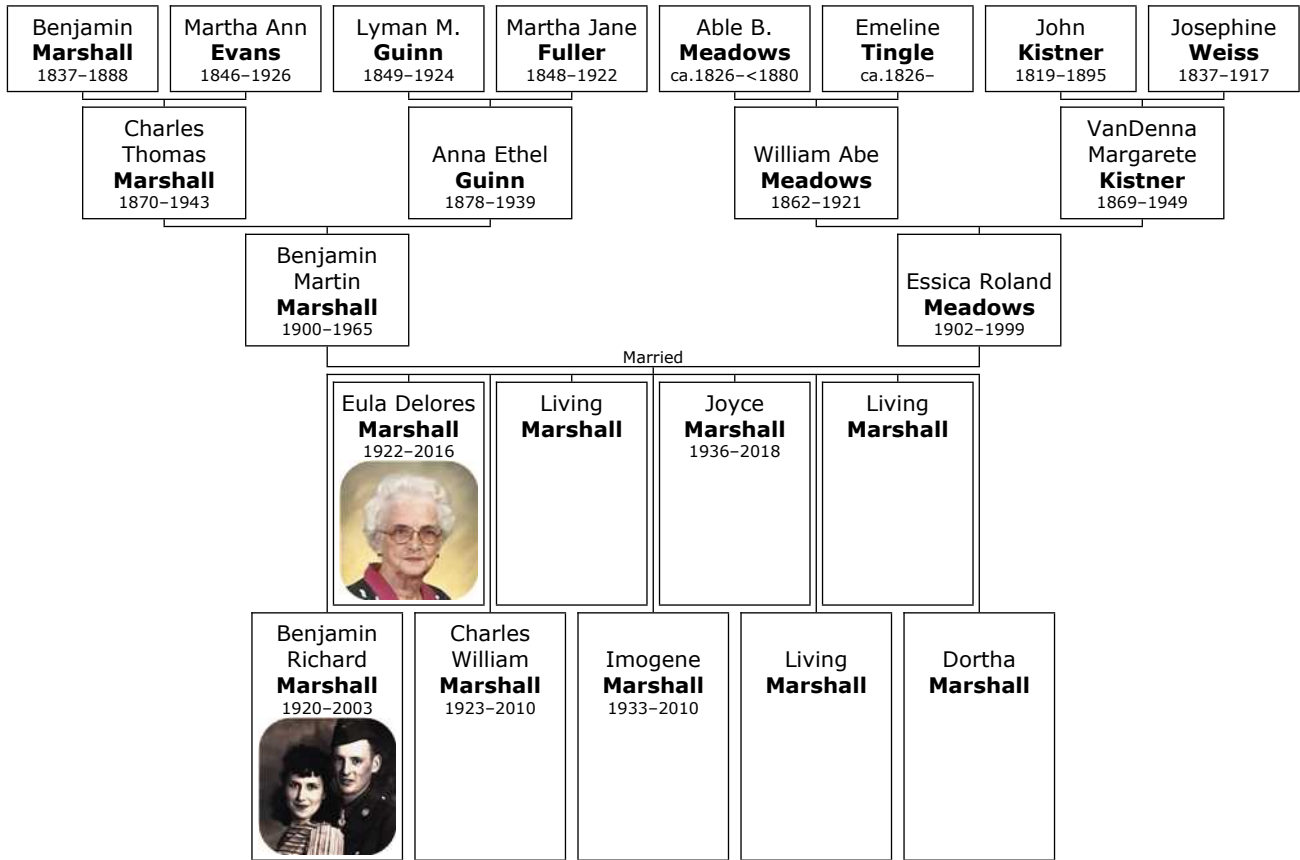 Benjamin
Marshall
1837–1888
Martha Ann
Evans
1846–1926
Lyman M.
Guinn
1849–1924
Martha Jane
Fuller
1848–1922
Able B.
Meadows
ca.1826–<1880
Emeline
Tingle
ca.1826–
John
Kistner
1819–1895
Josephine
Weiss
1837–1917
Charles
Thomas
Marshall
1870–1943
Anna Ethel
Guinn
1878–1939
William Abe
Meadows
1862–1921
VanDenna
Margarete
Kistner
1869–1949
Benjamin
Martin
Marshall
1900–1965
Essica Roland
Meadows
1902–1999
Married
Eula Delores
Marshall
1922–2016
Living
Marshall
Joyce
Marshall
1936–2018
Living
Marshall
Benjamin
Richard
Marshall
1920–2003
Charles
William
Marshall
1923–2010
Imogene
Marshall
1933–2010
Living
Marshall
Dortha
Marshall